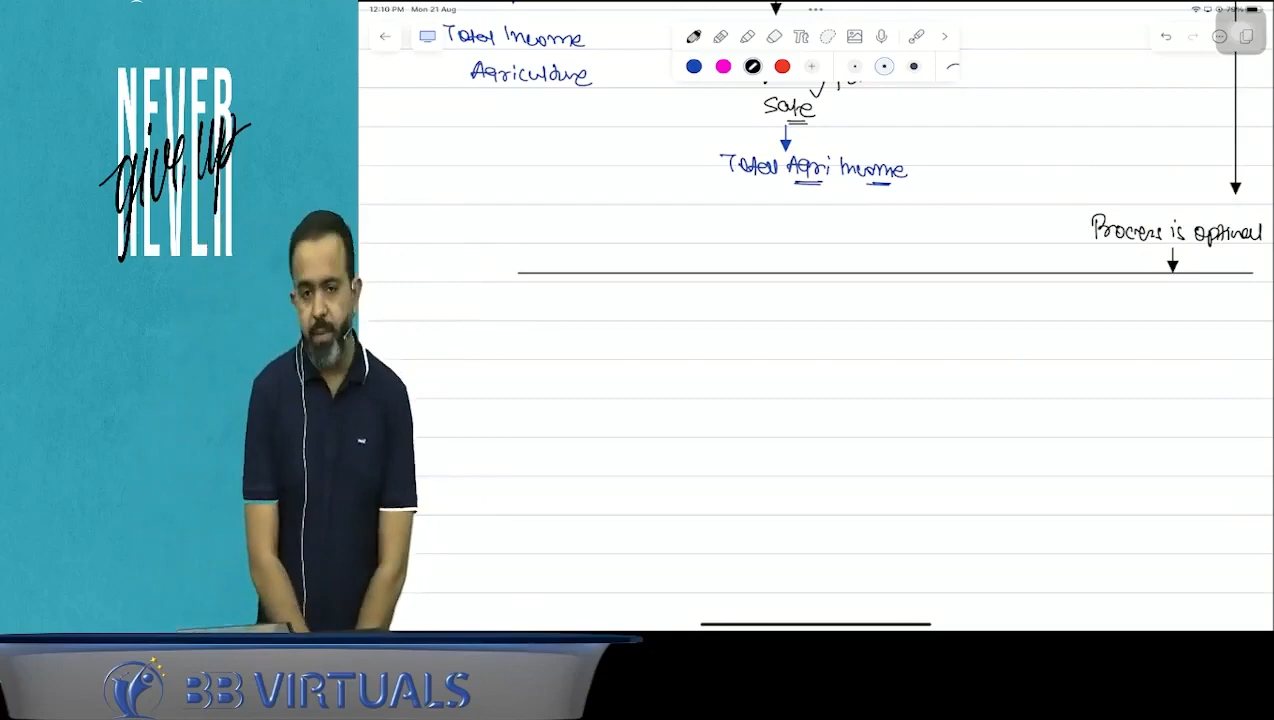 12:10 PM Mon 21 Aug
79%
Total Income
Agriculture
Sale
Total Agri Income
Process is optional
NEVER
give up
NEVER
BB VIRTUALS